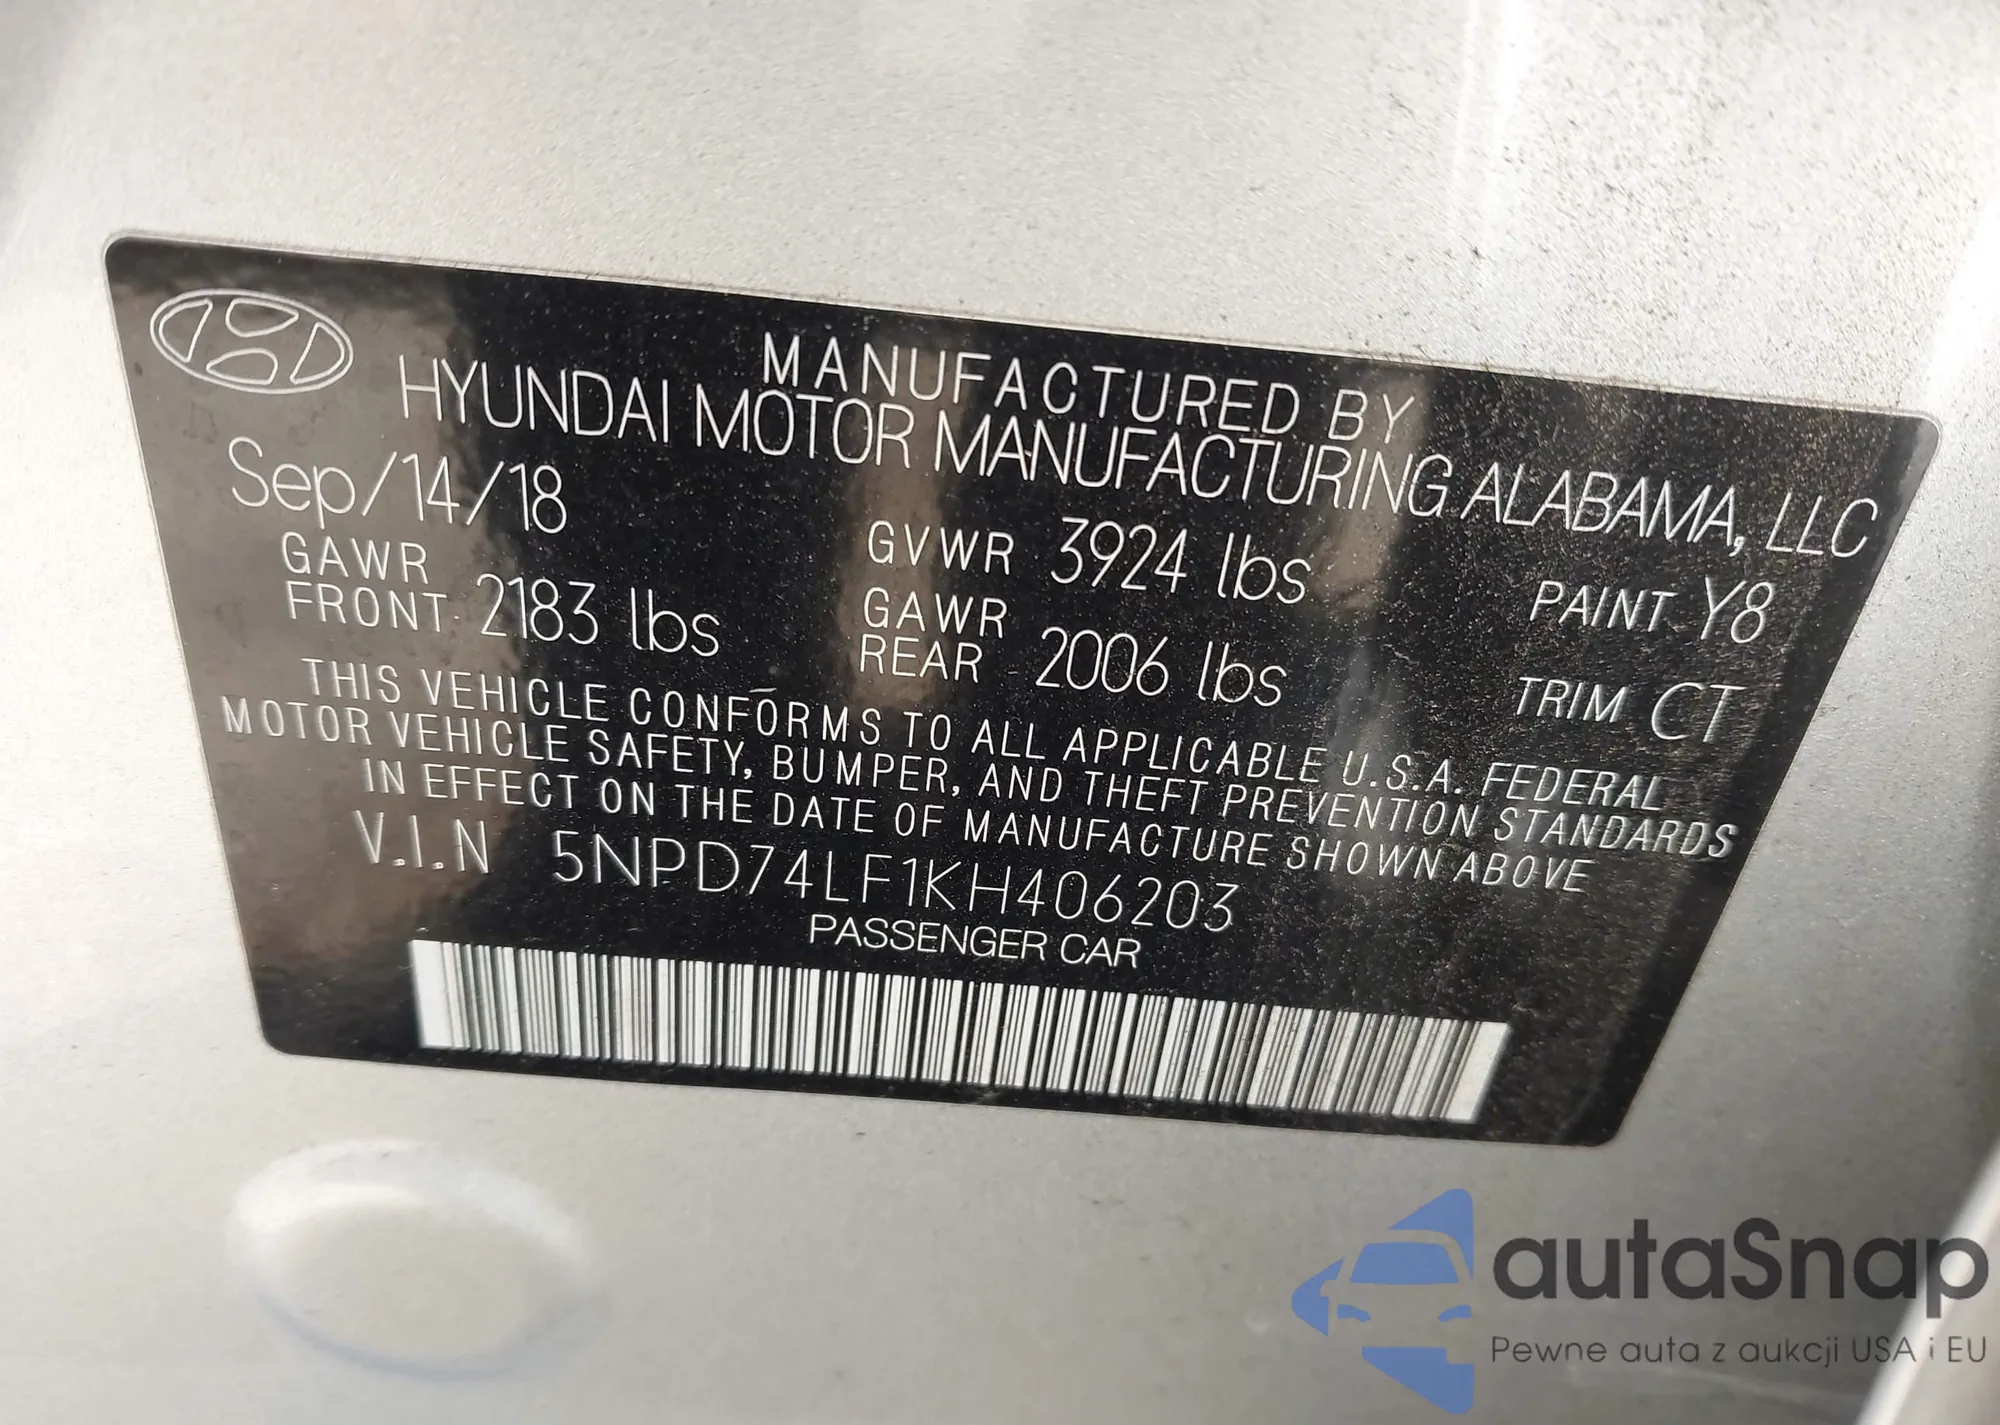 MANUFACTURED BY
HYUNDAI MOTOR MANUFACTURING ALABAMA, LLC
Sep/14/18
GVWR 3924 lbs
PAINT Y8
GAWR FRONT 2183 lbs
GAWR REAR 2006 lbs
TRIM CT
THIS VEHICLE CONFORMS TO ALL APPLICABLE U.S.A. FEDERAL
MOTOR VEHICLE SAFETY, BUMPER, AND THEFT PREVENTION STANDARDS
IN EFFECT ON THE DATE OF MANUFACTURE SHOWN ABOVE
V.I.N 5NPD74LF1KH406203
PASSENGER CAR
autaSnap
Pewne auta z aukcji USA i EU